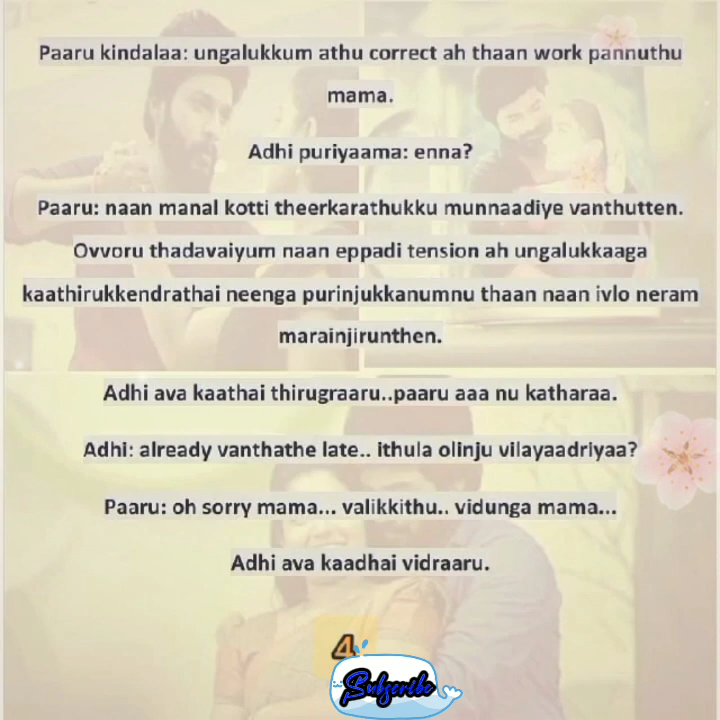 Paaru kindalaa: ungalukkum athu correct ah thaan work pannuthu
mama.
Adhi puriyaama: enna?
Paaru: naan manal kotti theerkarathukku munnaadiye vanthutten.
Ovvoru thadavaiyum naan eppadi tension ah ungalukkaaga
kaathirukkendrathai neenga purinjukkanumnu thaan naan ivlo neram
marainjirunthen.
Adhi ava kaathai thirugraaru..paaru aaa nu katharaa.
Adhi: already vanthathe late.. ithula olinju vilayaadriyaa?
Paaru: oh sorry mama... valikkithu.. vidunga mama...
Adhi ava kaadhai vidraaru.
4
Subscribe